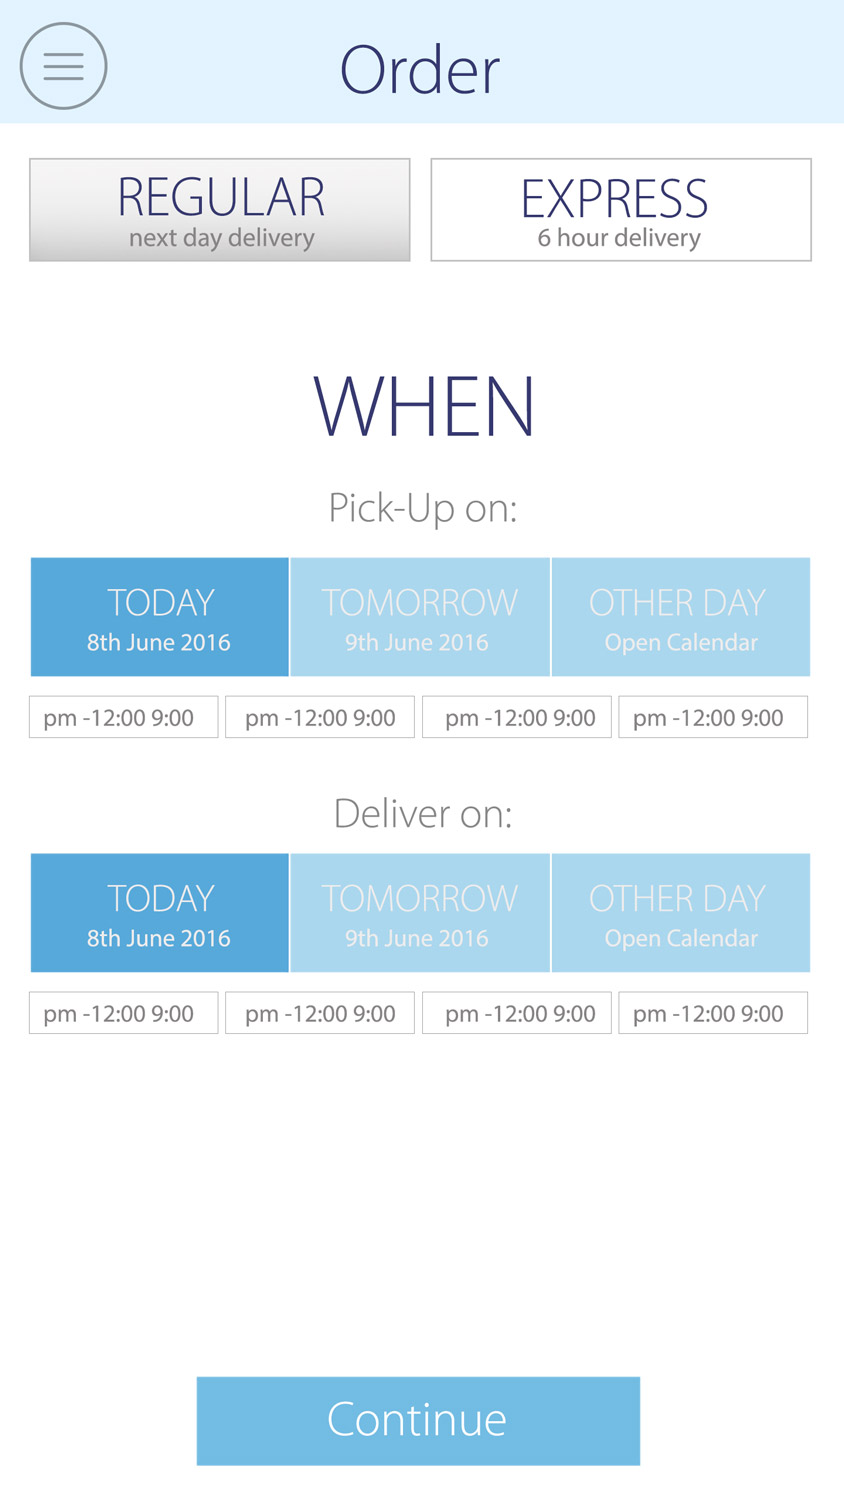 Order
REGULAR
next day delivery
EXPRESS
6 hour delivery
WHEN
Pick-Up on:
TODAY
8th June 2016
TOMORROW
9th June 2016
OTHER DAY
Open Calendar
pm -12:00 9:00
pm -12:00 9:00
pm -12:00 9:00
pm -12:00 9:00
Deliver on:
TODAY
8th June 2016
TOMORROW
9th June 2016
OTHER DAY
Open Calendar
pm -12:00 9:00
pm -12:00 9:00
pm -12:00 9:00
pm -12:00 9:00
Continue